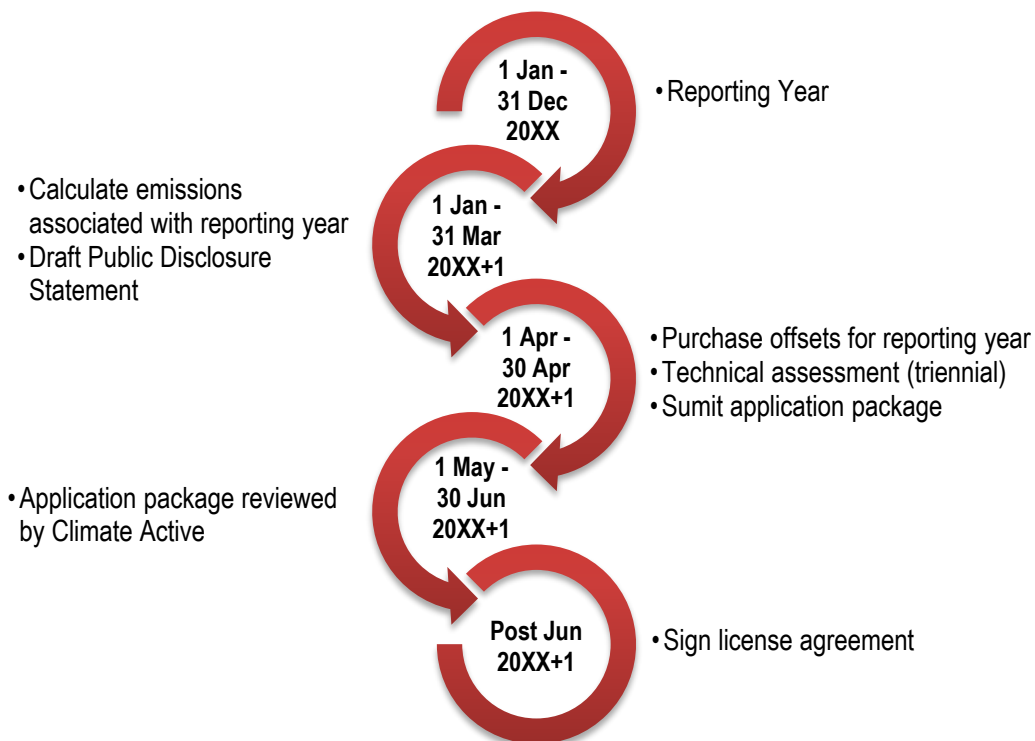 1 Jan -
31 Dec
20XX
•Reporting Year
•Calculate emissions
associated with reporting year
•Draft Public Disclosure
Statement
1 Jan -
31 Mar
20XX+1
1 Apr -
30 Apr
20XX+1
•Purchase offsets for reporting year
•Technical assessment (triennial)
•Sumit application package
•Application package reviewed
by Climate Active
1 May -
30 Jun
20XX+1
Post Jun
20XX+1
•Sign license agreement